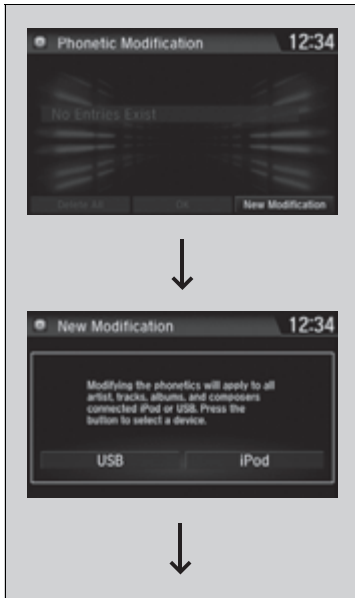 Phonetic Modification 12:34
No Entries Exist
Delete All OK New Modification
New Modification 12:34
Modifying the phonetics will apply to all
artist, tracks, albums, and composers
connected iPod or USB. Press the
button to select a device.
USB iPod